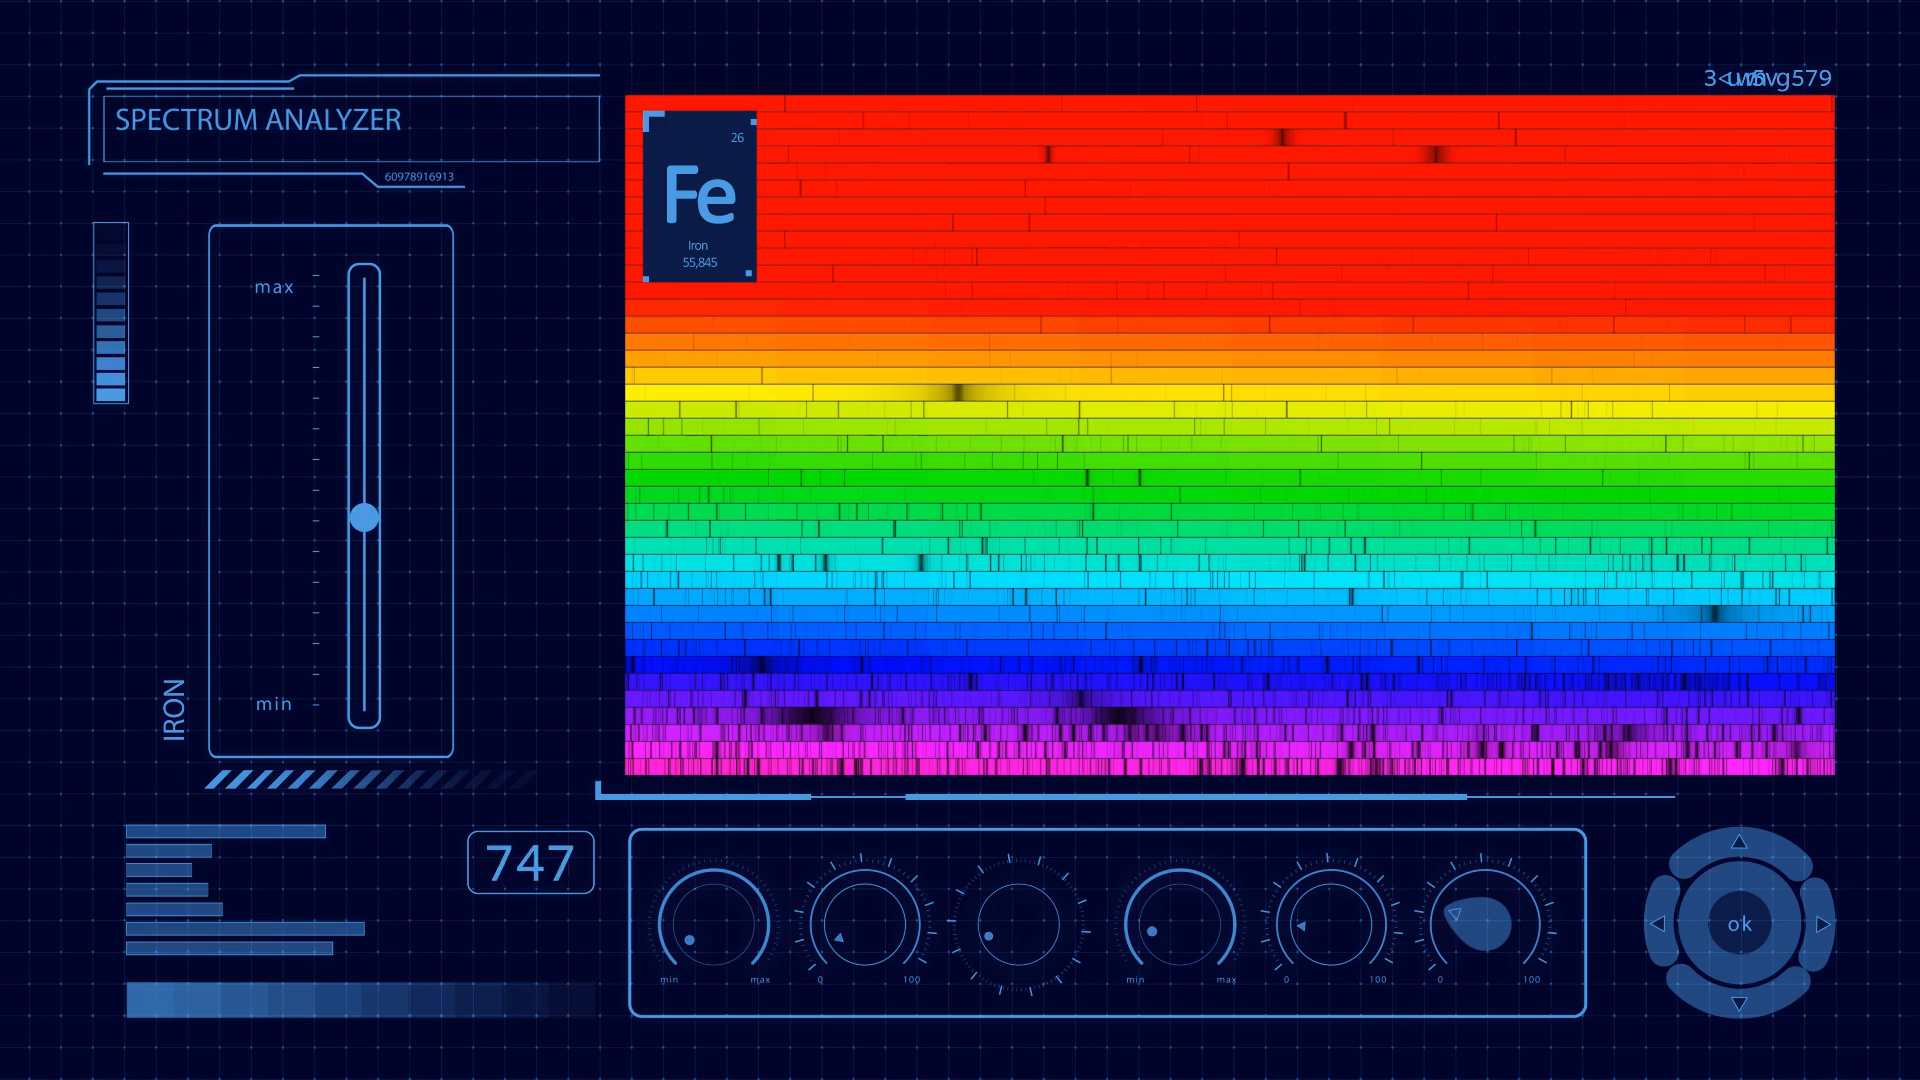 SPECTRUM ANALYZER
60978916913
26
Fe
Iron
55,845
max
min
IRON
747
min max
0 100
min max
0 100
0 100
ok